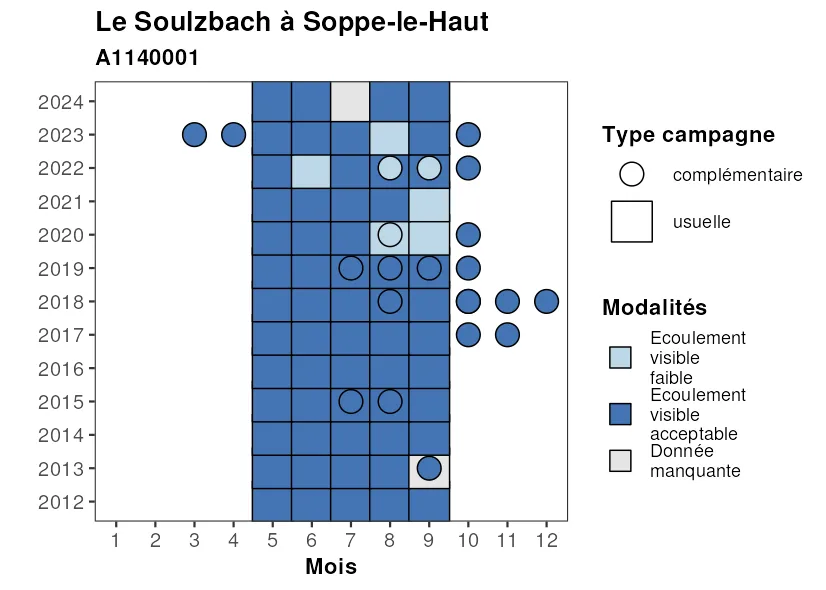 Le Soulzbach à Soppe-le-Haut
A1140001
2024
2023
2022
2021
2020
2019
2018
2017
2016
2015
2014
2013
2012
1 2 3 4 5 6 7 8 9 10 11 12
Mois
Type campagne
complémentaire
usuelle
Modalités
Ecoulement
visible
faible
Ecoulement
visible
acceptable
Donnée
manquante